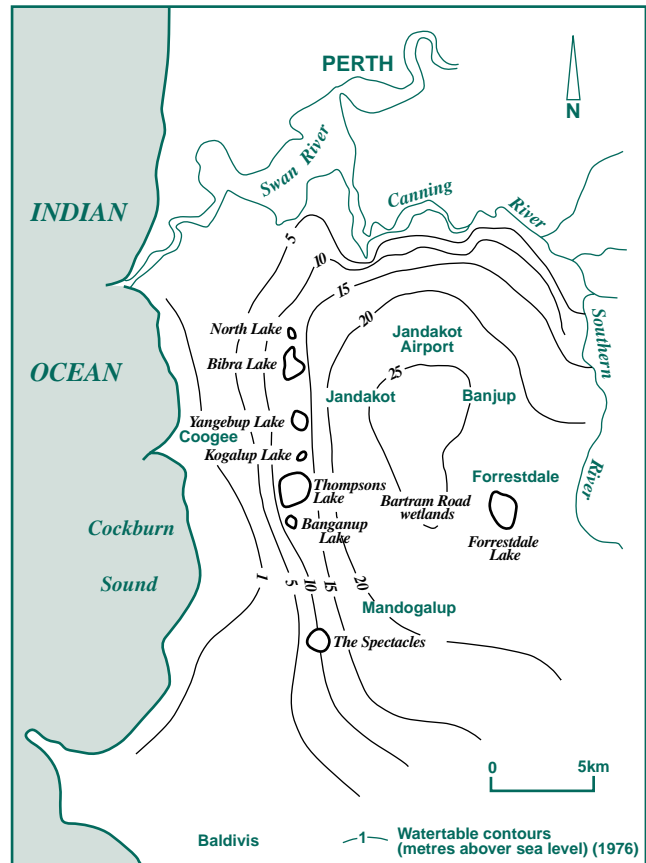 PERTH
N
Swan River
Canning
River
INDIAN
5
10
15
20
Southern
River
North Lake
Jandakot
Airport
Bibra Lake
OCEAN
25
Jandakot
Banjup
Yangebup Lake
Coogee
Kogalup Lake
Forrestdale
Thompsons
Lake
Bartram Road
wetlands
Banganup
Lake
Forrestdale
Lake
Cockburn
Sound
1
5
10
15
20
Mandogalup
The Spectacles
0
5km
Baldivis
1
Watertable contours
(metres abover sea level) (1976)